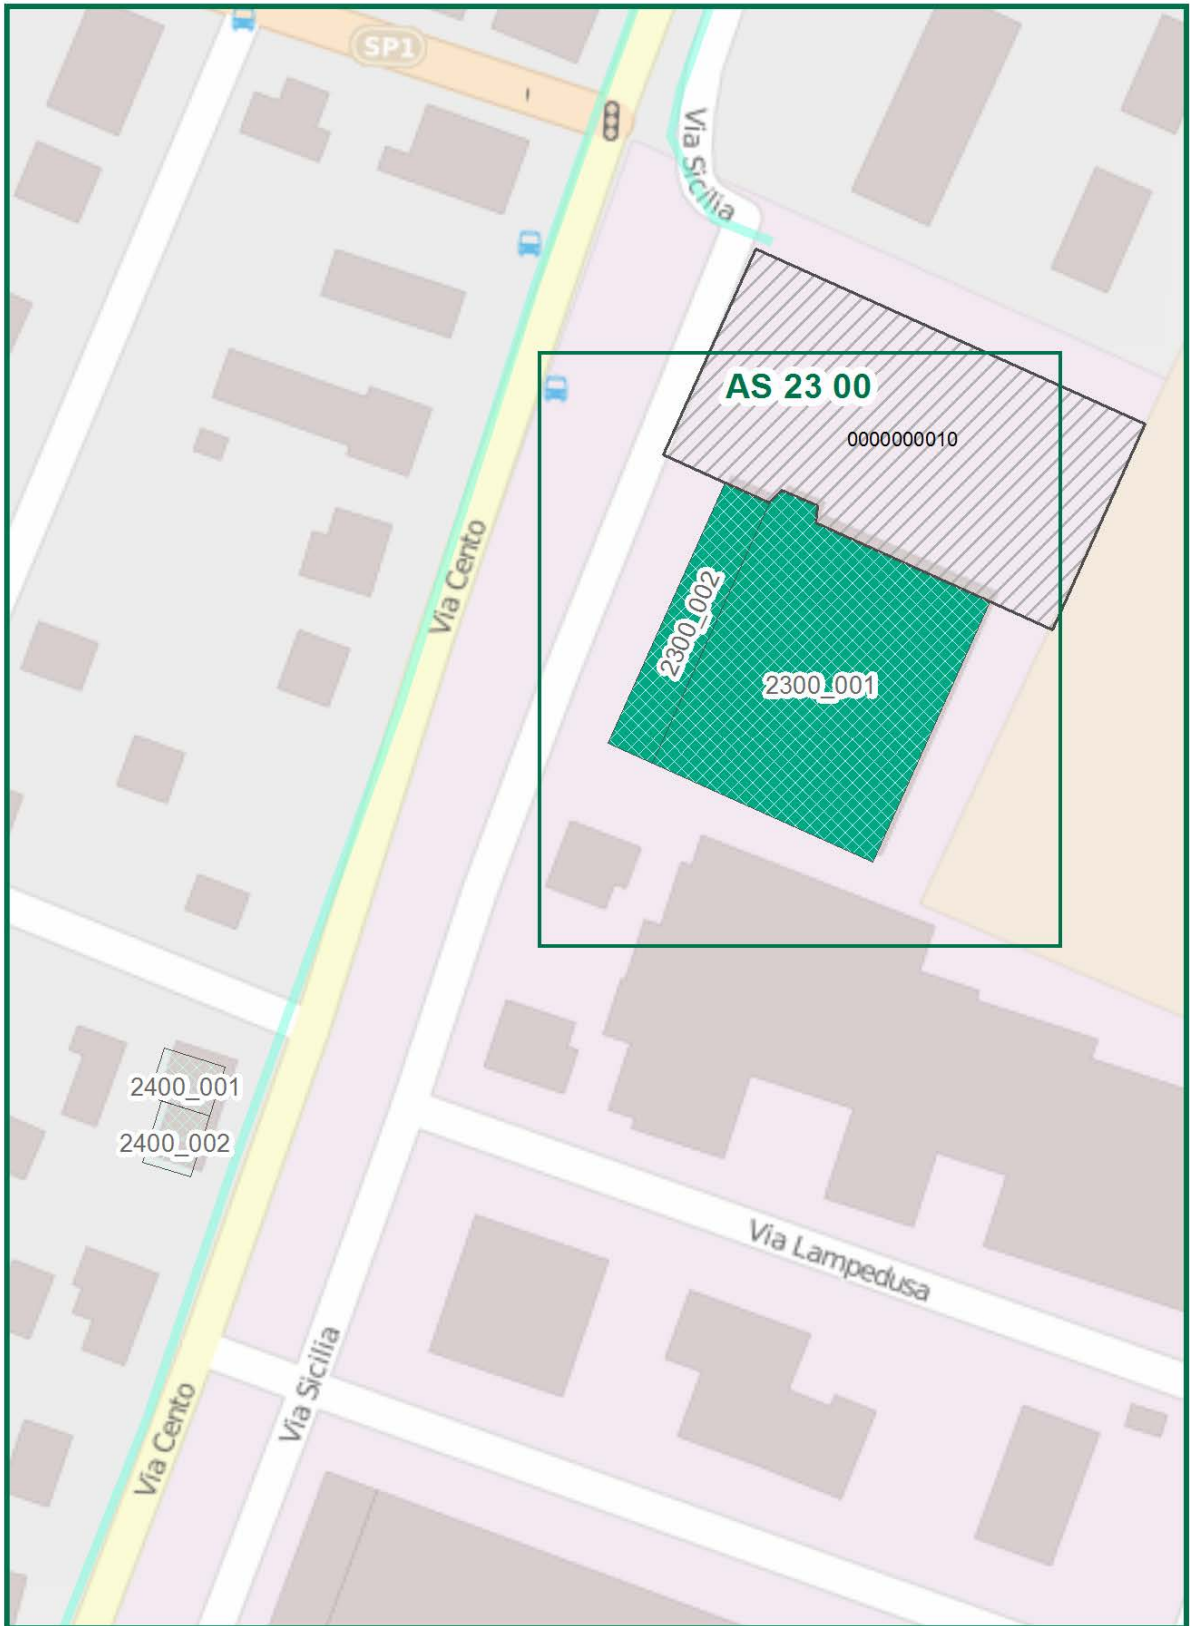 SP1
Via Sicilia
AS 23 00
0000000010
Via Cento
2300_002
2300_001
2400_001
2400_002
Via Lampedusa
Via Sicilia
Via Cento